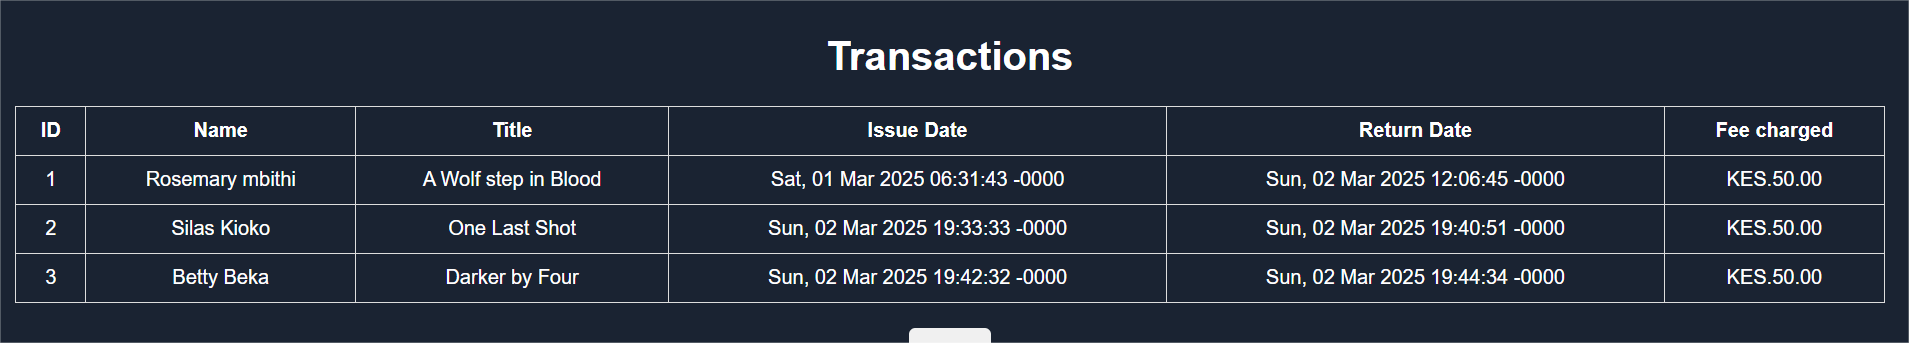 Transactions
ID Name Title Issue Date Return Date Fee charged
1 Rosemary mbithi A Wolf step in Blood Sat, 01 Mar 2025 06:31:43 -0000 Sun, 02 Mar 2025 12:06:45 -0000 KES.50.00
2 Silas Kioko One Last Shot Sun, 02 Mar 2025 19:33:33 -0000 Sun, 02 Mar 2025 19:40:51 -0000 KES.50.00
3 Betty Beka Darker by Four Sun, 02 Mar 2025 19:42:32 -0000 Sun, 02 Mar 2025 19:44:34 -0000 KES.50.00